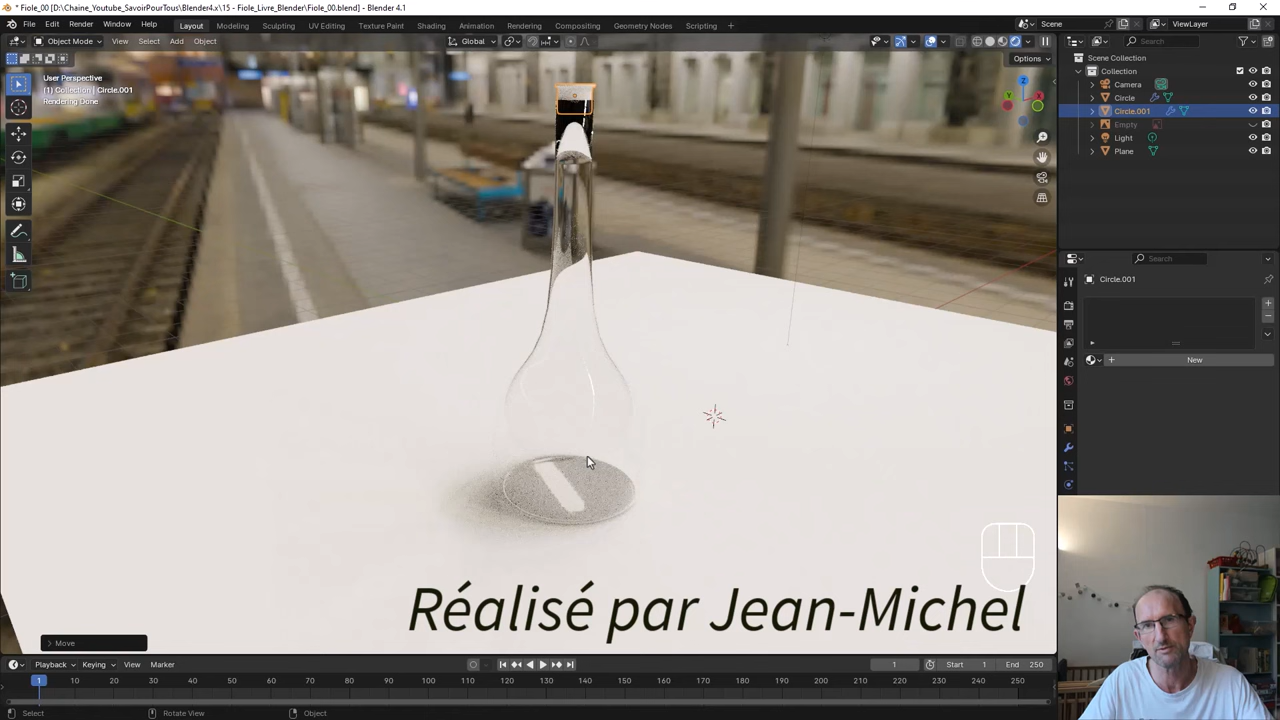 * Fiole_00 [D:\Chaine_Youtube_SavoirPourTous\Blender4.x\15 - Fiole_Livre_Blender\Fiole_00.blend] - Blender 4.1
File Edit Render Window Help Layout Modeling Sculpting UV Editing Texture Paint Shading Animation Rendering Compositing Geometry Nodes Scripting Scene ViewLayer
Object Mode View Select Add Object Global Search
Options
User Perspective
(1) Collection | Circle.001
Rendering Done
X
Y
Z
Scene Collection
Collection
Camera
Circle
Circle.001
Empty
Light
Plane
Search
Circle.001
New
Réalisé par Jean-Michel
Move
Playback Keying View Marker 1 Start 1 End 250
1 10 20 30 40 50 60 70 80 90 100 110 120 130 140 150 160 170 180 190 200 210 220 230 240 250
Select Rotate View Object